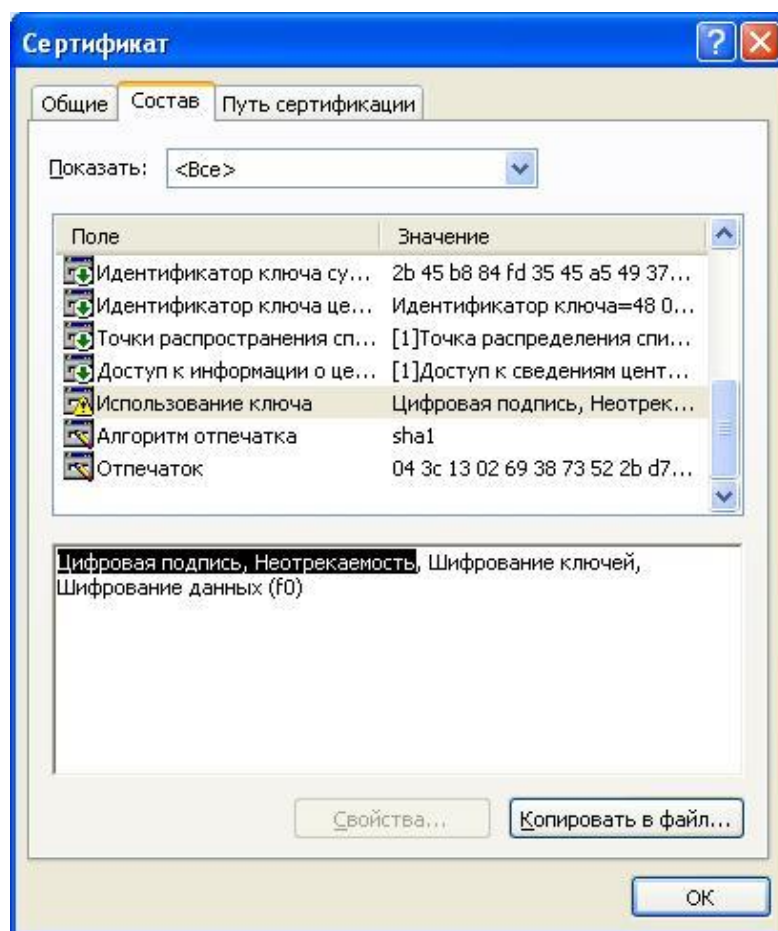 Сертификат
Общие Состав Путь сертификации
Показать: <Все>
Поле Значение
Идентификатор ключа су... 2b 45 b8 84 fd 35 45 a5 49 37...
Идентификатор ключа це... Идентификатор ключа=48 0...
Точки распространения сп... [1]Точка распределения спи...
Доступ к информации о це... [1]Доступ к сведениям цент...
Использование ключа Цифровая подпись, Неотрек...
Алгоритм отпечатка sha1
Отпечаток 04 3c 13 02 69 38 73 52 2b d7...
Цифровая подпись, Неотрекаемость, Шифрование ключей,
Шифрование данных (f0)
Свойства... Копировать в файл...
ОК